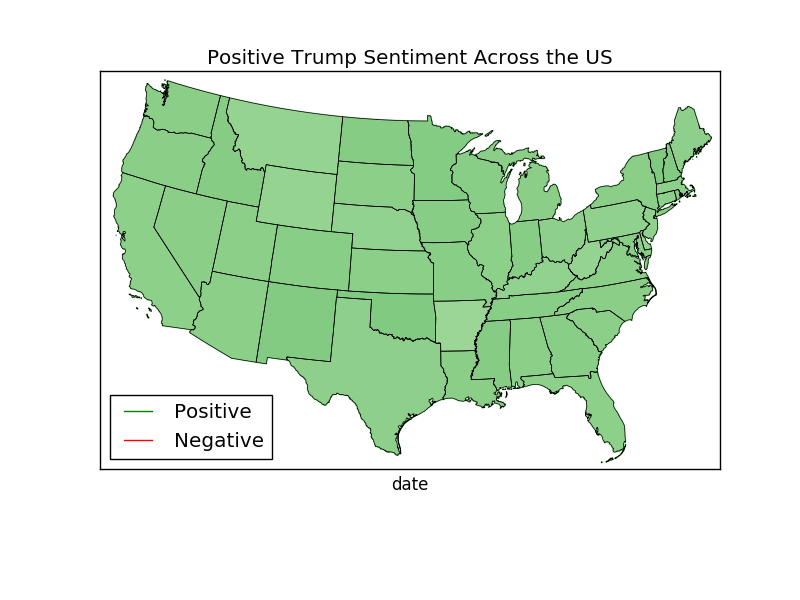 Positive Trump Sentiment Across the US
Positive
Negative
date